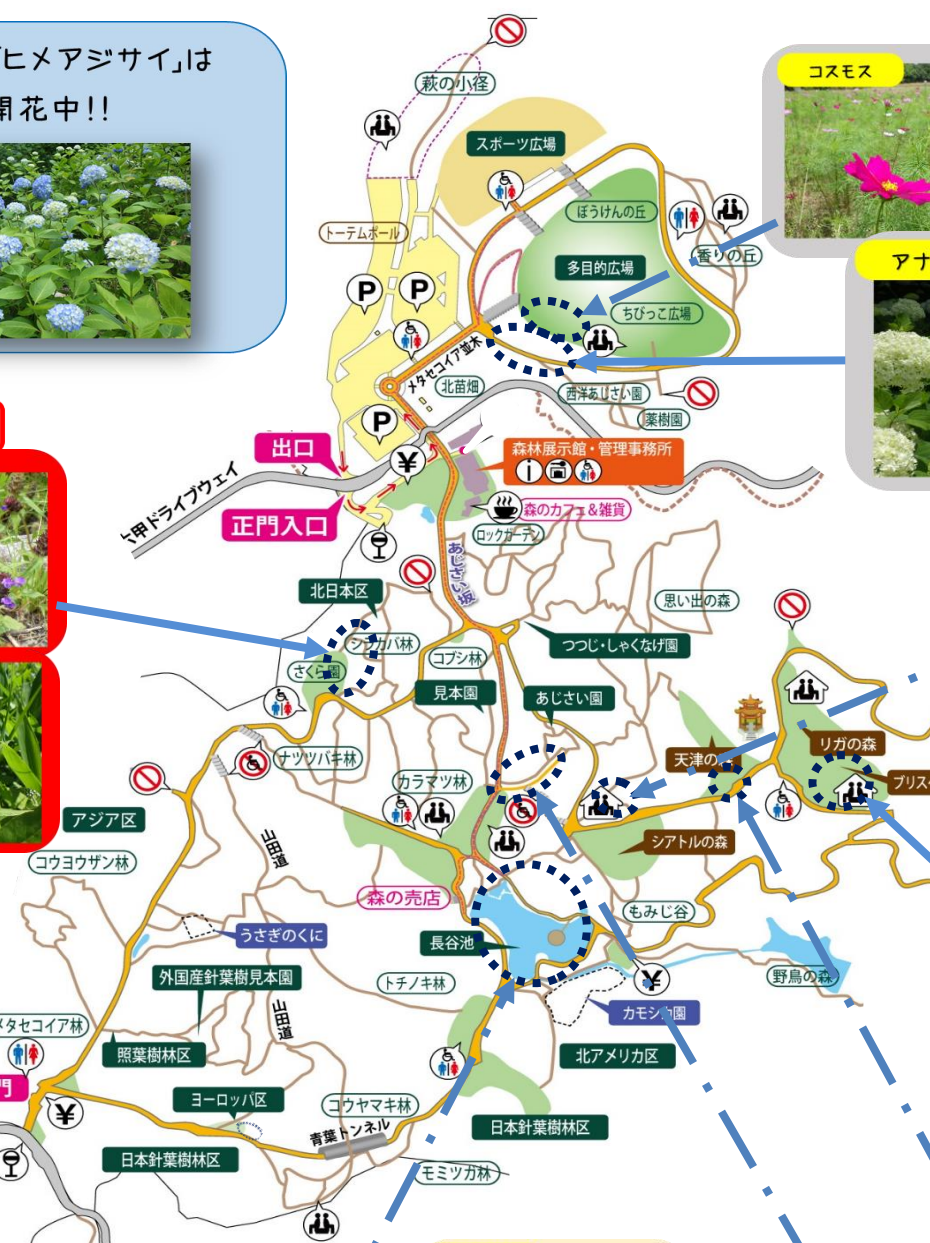 「ヒメアジサイ」は
開花中!!
コスモス
アナ
萩の小径
スポーツ広場
ぼうけんの丘
トーテムポール
多目的広場
香りの丘
P
P
ちびっこ広場
メタセコイア並木
北苗畑
西洋あじさい園
薬樹園
P
出口
¥
森林展示館・管理事務所
i
六甲ドライブウェイ
正門入口
森のカフェ&雑貨
ロックガーデン
あじさい坂
北日本区
思い出の森
シラカバ林
つつじ・しゃくなげ園
さくら園
コブシ林
見本園
あじさい園
リガの森
ナツツバキ林
天津の
カラマツ林
ブリス
アジア区
シアトルの森
山田道
コウヨウザン林
森の売店
もみじ谷
うさぎのくに
長谷池
外国産針葉樹見本園
トチノキ林
¥
野鳥の森
カモシカ園
山田道
メタセコイア林
照葉樹林区
北アメリカ区
門
ヨーロッパ区
¥
コウヤマキ林
青葉トンネル
日本針葉樹林区
日本針葉樹林区
モミツガ林